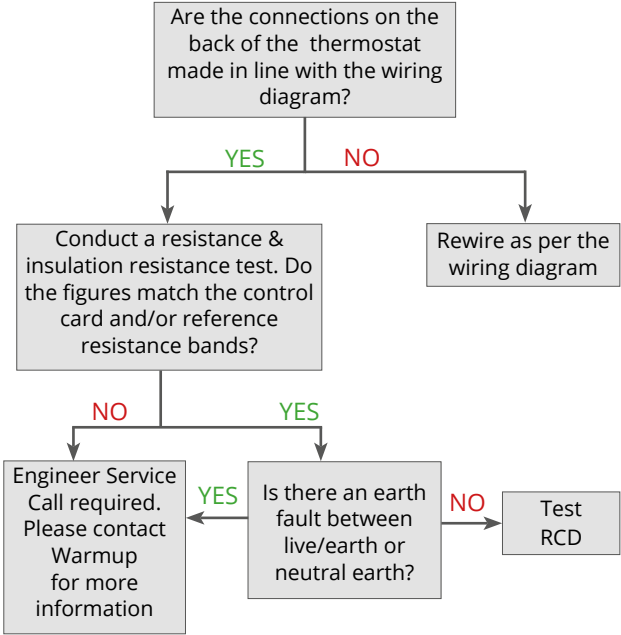 Are the connections on the
back of the thermostat
made in line with the wiring
diagram?
YES
NO
Conduct a resistance &
insulation resistance test. Do
the figures match the control
card and/or reference
resistance bands?
Rewire as per the
wiring diagram
NO
YES
Engineer Service
Call required.
Please contact
Warmup
for more
information
YES
Is there an earth
fault between
live/earth or
neutral earth?
NO
Test
RCD